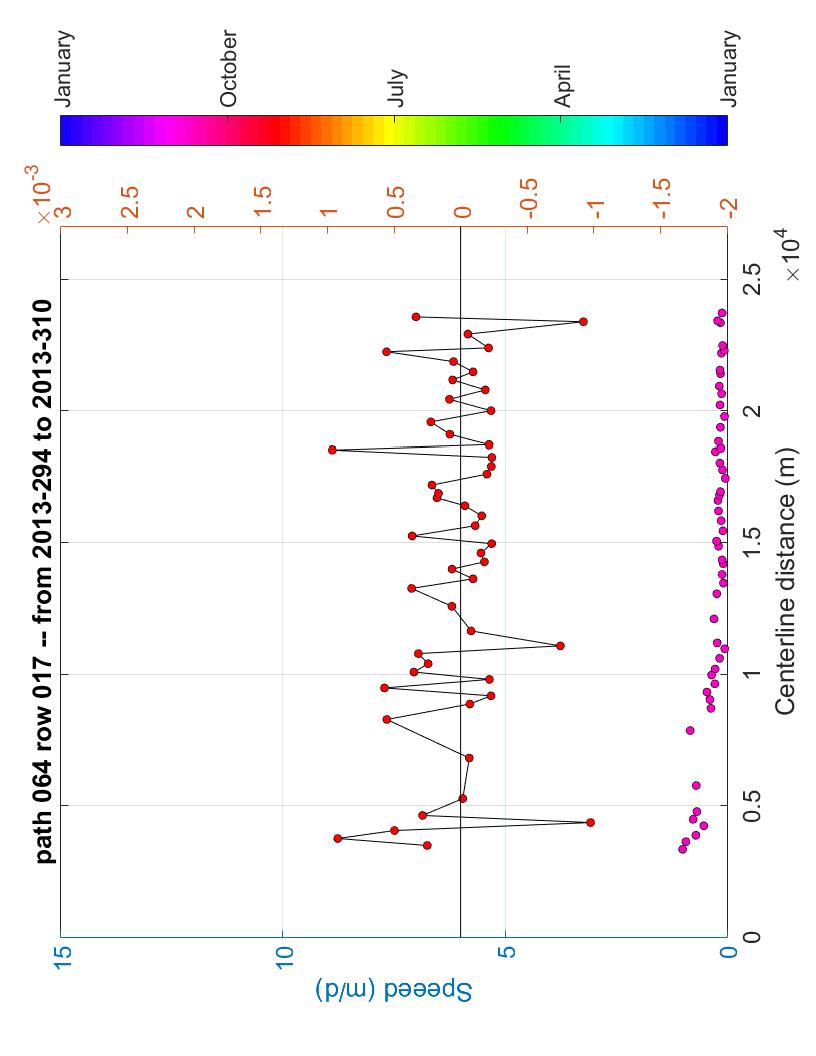 path 064 row 017 -- from 2013-294 to 2013-310
×10⁻³
15
10
5
0
Speeed (m/d)
3
2.5
2
1.5
1
0.5
0
-0.5
-1
-1.5
-2
0
0.5
1
1.5
2
2.5
×10⁴
Centerline distance (m)
January
October
July
April
January